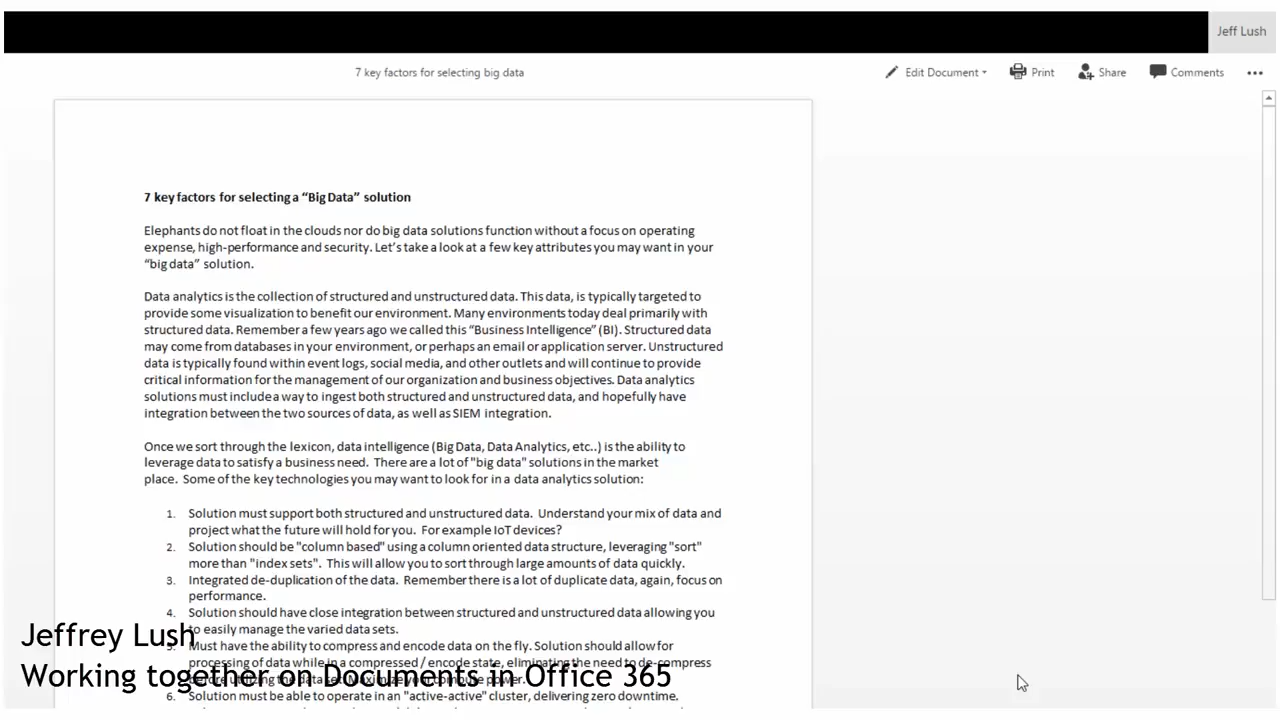 Jeff Lush
7 key factors for selecting big data
Edit Document
Print
Share
Comments
7 key factors for selecting a “Big Data” solution
Elephants do not float in the clouds nor do big data solutions function without a focus on operating
expense, high-performance and security. Let’s take a look at a few key attributes you may want in your
“big data” solution.
Data analytics is the collection of structured and unstructured data. This data, is typically targeted to
provide some visualization to benefit our environment. Many environments today deal primarily with
structured data. Remember a few years ago we called this “Business Intelligence” (BI). Structured data
may come from databases in your environment, or perhaps an email or application server. Unstructured
data is typically found within event logs, social media, and other outlets and will continue to provide
critical information for the management of our organization and business objectives. Data analytics
solutions must include a way to ingest both structured and unstructured data, and hopefully have
integration between the two sources of data, as well as SIEM integration.
Once we sort through the lexicon, data intelligence (Big Data, Data Analytics, etc..) is the ability to
leverage data to satisfy a business need. There are a lot of "big data" solutions in the market
place. Some of the key technologies you may want to look for in a data analytics solution:
1. Solution must support both structured and unstructured data. Understand your mix of data and
project what the future will hold for you. For example IoT devices?
2. Solution should be "column based" using a column oriented data structure, leveraging "sort"
more than "index sets". This will allow you to sort through large amounts of data quickly.
3. Integrated de-duplication of the data. Remember there is a lot of duplicate data, again, focus on
performance.
4. Solution should have close integration between structured and unstructured data allowing you
to easily manage the varied data sets.
5. Must have the ability to compress and encode data on the fly. Solution should allow for
processing of data while in a compressed / encode state, eliminating the need to de-compress
before utilizing the data set. Maximize your compute power.
6. Solution must be able to operate in an "active-active" cluster, delivering zero downtime.
Jeffrey Lush
Working together on Documents in Office 365